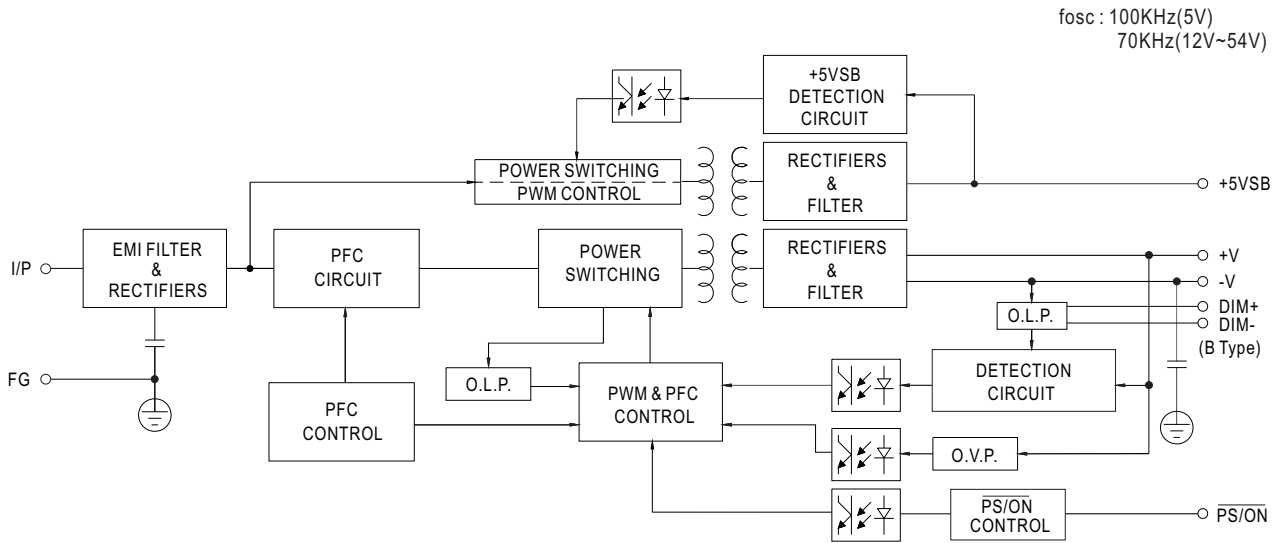 fosc : 100KHz(5V)
70KHz(12V~54V)
+5VSB
DETECTION
CIRCUIT
POWER SWITCHING
PWM CONTROL
RECTIFIERS
&
FILTER
+5VSB
I/P
EMI FILTER
&
RECTIFIERS
PFC
CIRCUIT
POWER
SWITCHING
RECTIFIERS
&
FILTER
+V
-V
DIM+
DIM-
(B Type)
O.L.P.
FG
PFC
CONTROL
O.L.P.
PWM & PFC
CONTROL
DETECTION
CIRCUIT
O.V.P.
PS/ON
CONTROL
PS/ON